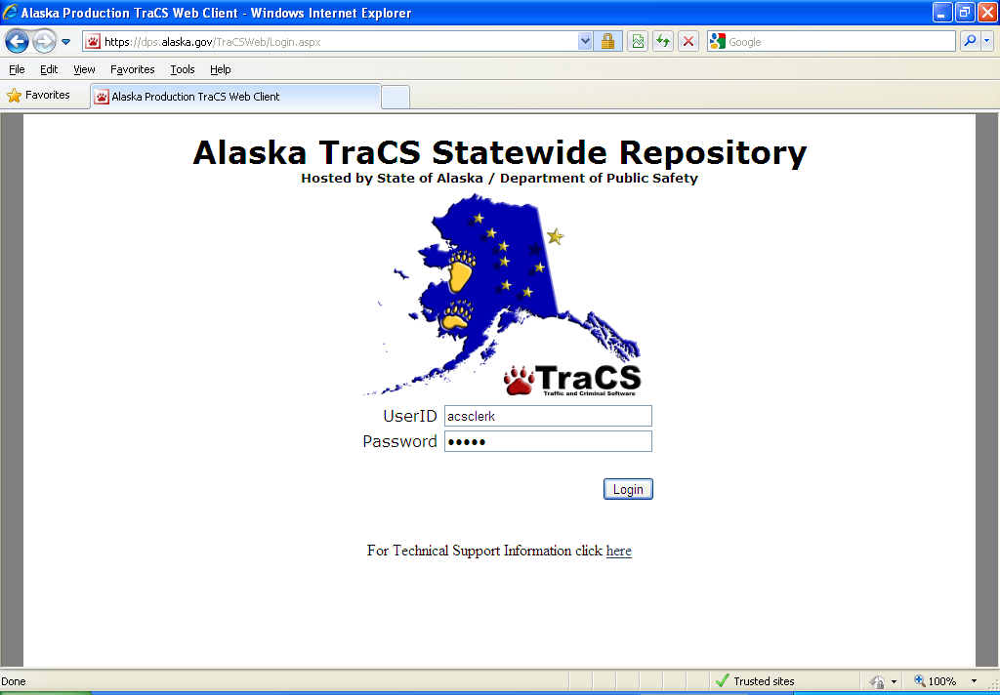 Alaska Production TraCS Web Client - Windows Internet Explorer
https://dps.alaska.gov/TraCSWeb/Login.aspx
Google
File Edit View Favorites Tools Help
Favorites
Alaska Production TraCS Web Client
Alaska TraCS Statewide Repository
Hosted by State of Alaska / Department of Public Safety
TraCS
Traffic and Criminal Software
UserID acsclerk
Password •••••
Login
For Technical Support Information click here
Done
Trusted sites
100%